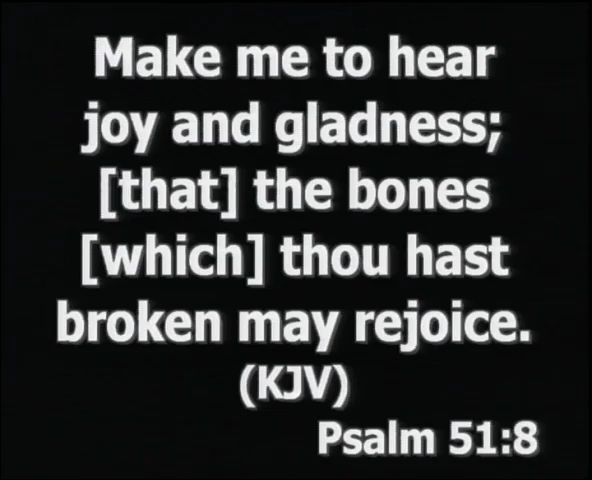 Make me to hear
joy and gladness;
[that] the bones
[which] thou hast
broken may rejoice.
(KJV)
Psalm 51:8